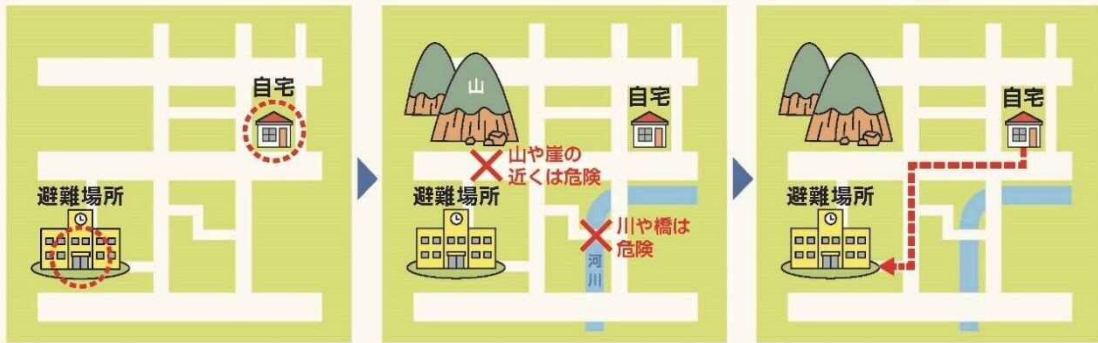 自宅
避難場所
山
自宅
山や崖の
近くは危険
避難場所
川や橋は
危険
河川
自宅
避難場所